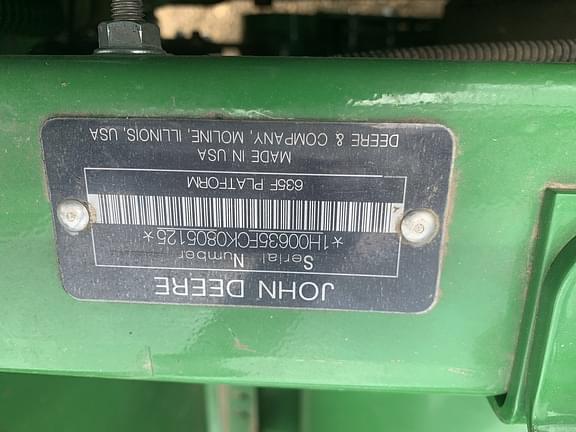 JOHN DEERE
Serial Number
*1H00635FCK0805125*
635F PLATFORM
MADE IN USA
DEERE & COMPANY, MOLINE, ILLINOIS, USA